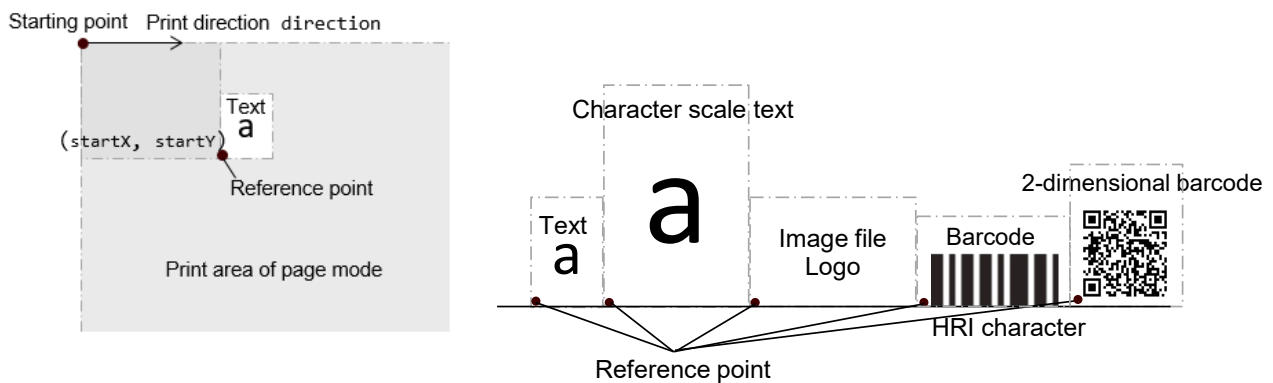 Starting point
Print direction direction
Text
a
(startX, startY)
Reference point
Print area of page mode
Character scale text
a
Text
a
Image file
Logo
Barcode
2-dimensional barcode
HRI character
Reference point